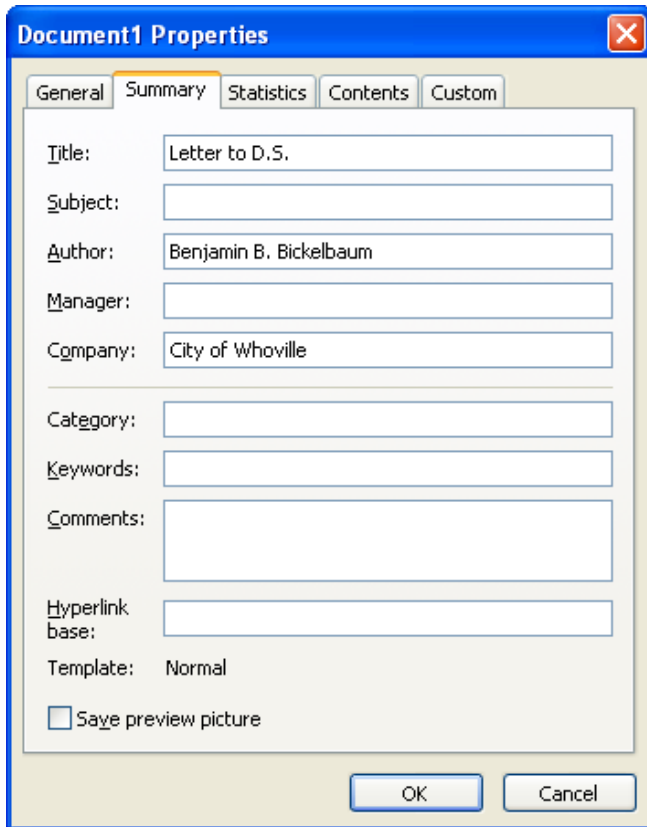 Document1 Properties
General Summary Statistics Contents Custom
Title: Letter to D.S.
Subject:
Author: Benjamin B. Bickelbaum
Manager:
Company: City of Whoville
Category:
Keywords:
Comments:
Hyperlink
base:
Template: Normal
Save preview picture
OK Cancel